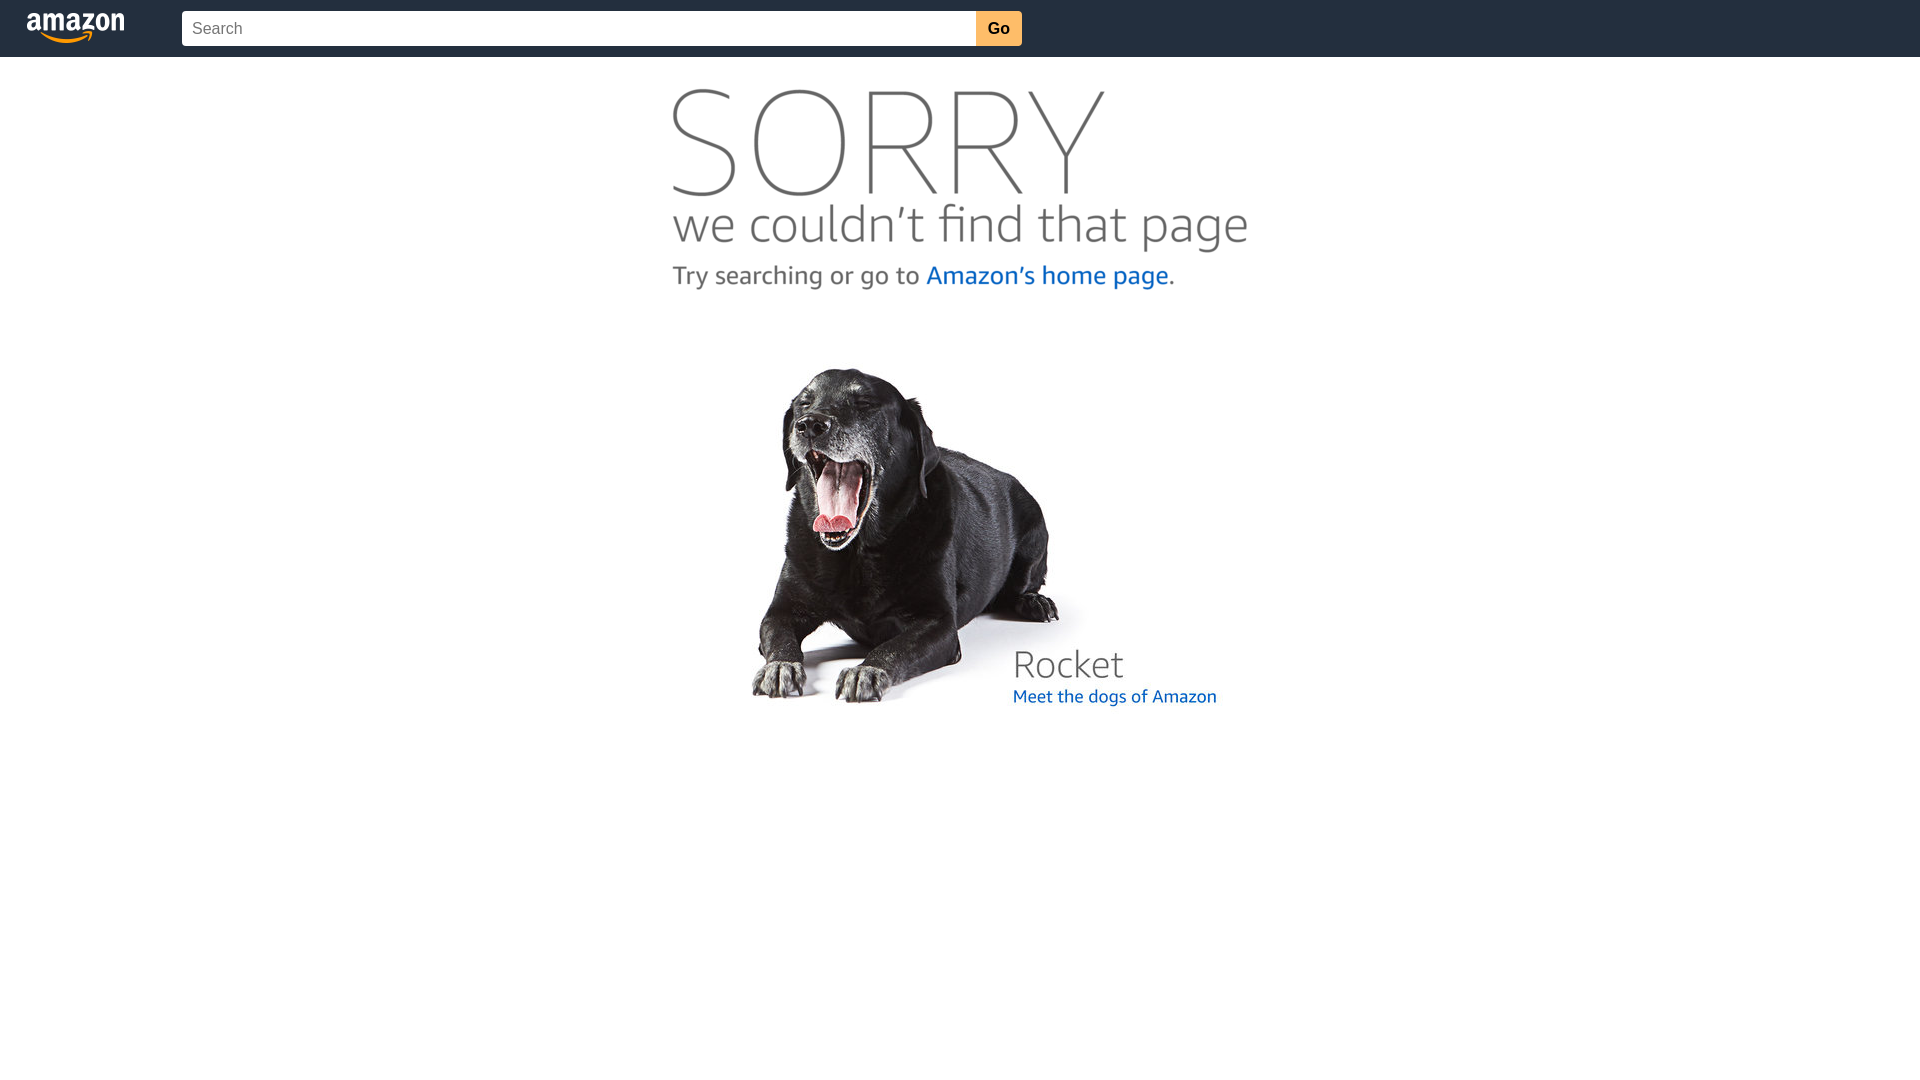 amazon
Search
Go
SORRY
we couldn't find that page
Try searching or go to Amazon's home page.
Rocket
Meet the dogs of Amazon